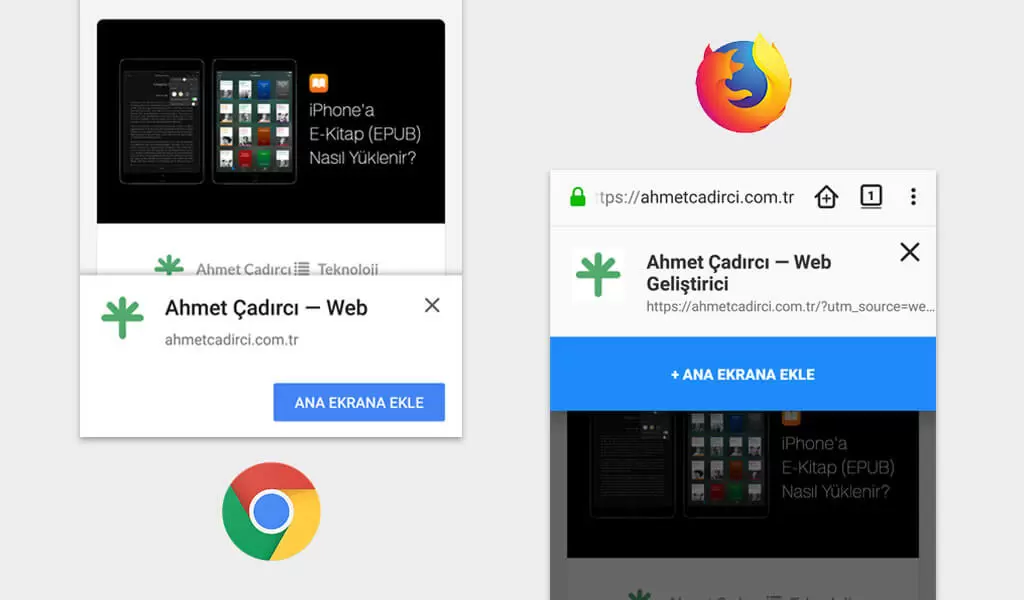 iPhone'a
E-Kitap (EPUB)
Nasıl Yüklenir?
Ahmet Çadırcı
Teknoloji
Ahmet Çadırcı — Web
ahmetcadirci.com.tr
ANA EKRANA EKLE
ttps://ahmetcadirci.com.tr
1
Ahmet Çadırcı — Web
Geliştirici
https://ahmetcadirci.com.tr/?utm_source=we...
+ ANA EKRANA EKLE
iPhone'a
E-Kitap (EPUB)
Nasıl Yüklenir?